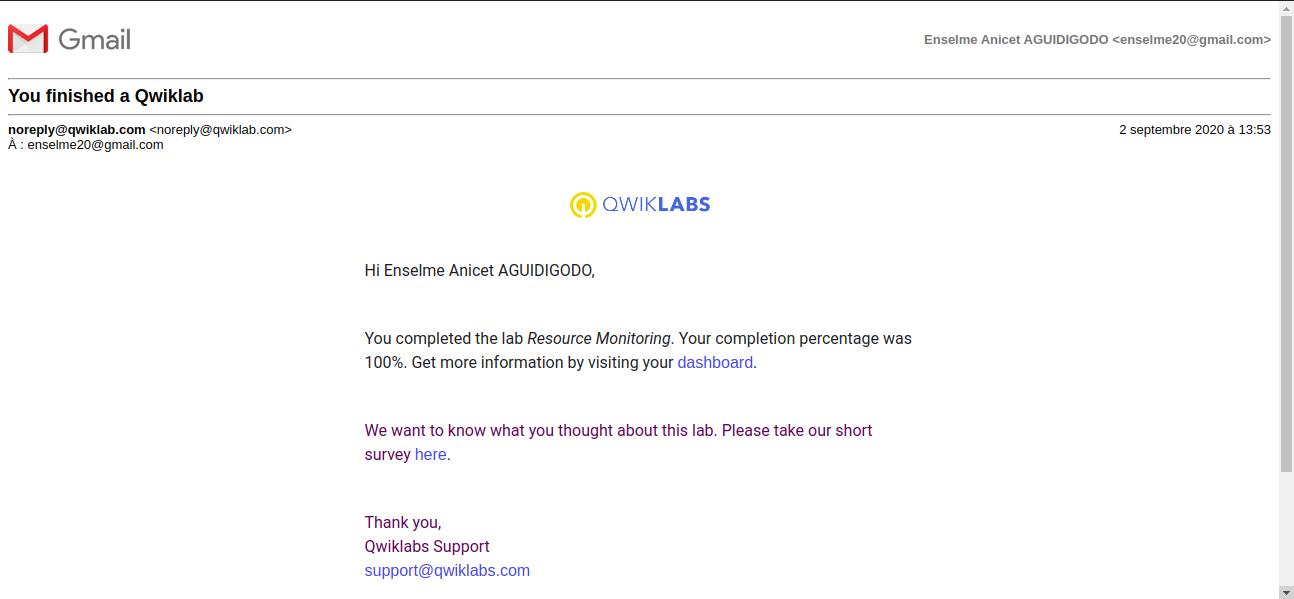 Gmail
Enselme Anicet AGUIDIGODO <enselme20@gmail.com>
You finished a Qwiklab
noreply@qwiklab.com <noreply@qwiklab.com>
2 septembre 2020 à 13:53
À : enselme20@gmail.com
QWIKLABS
Hi Enselme Anicet AGUIDIGODO,
You completed the lab Resource Monitoring. Your completion percentage was
100%. Get more information by visiting your dashboard.
We want to know what you thought about this lab. Please take our short
survey here.
Thank you,
Qwiklabs Support
support@qwiklabs.com